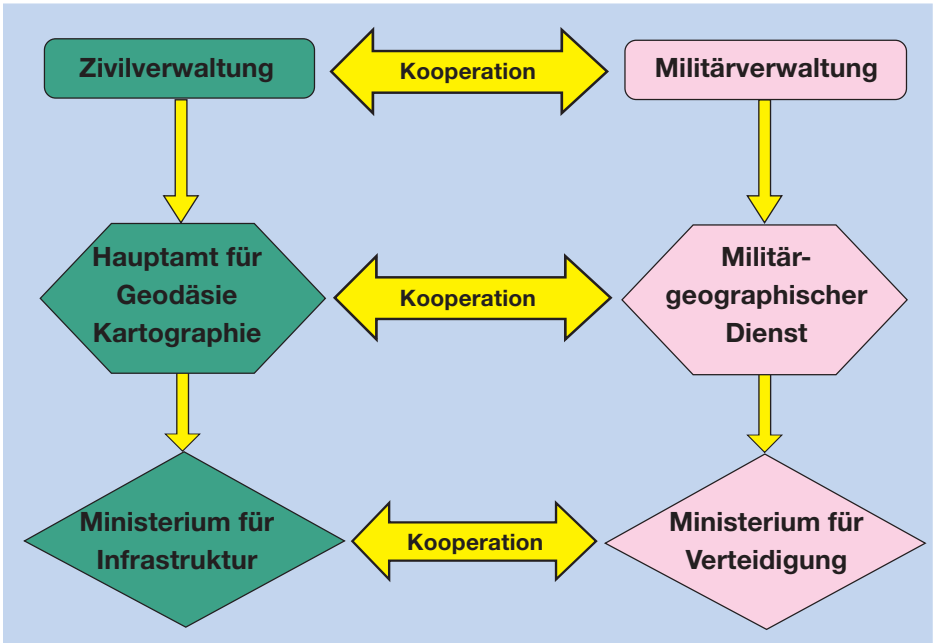 Zivilverwaltung
Kooperation
Militärverwaltung
Hauptamt für
Geodäsie
Kartographie
Kooperation
Militär-
geographischer
Dienst
Ministerium für
Infrastruktur
Kooperation
Ministerium für
Verteidigung